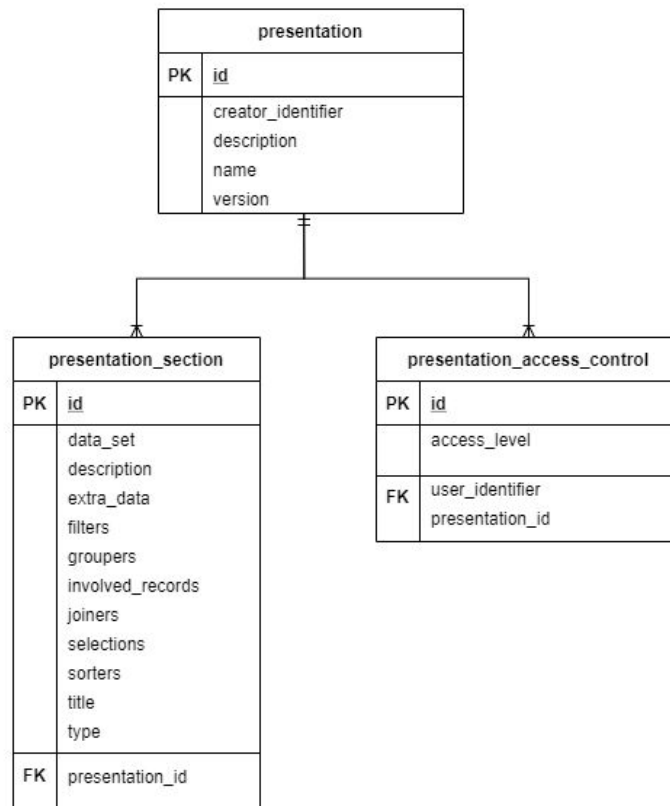 presentation
PK id
creator_identifier
description
name
version
presentation_section
PK id
data_set
description
extra_data
filters
groupers
involved_records
joiners
selections
sorters
title
type
FK presentation_id
presentation_access_control
PK id
access_level
FK user_identifier
presentation_id